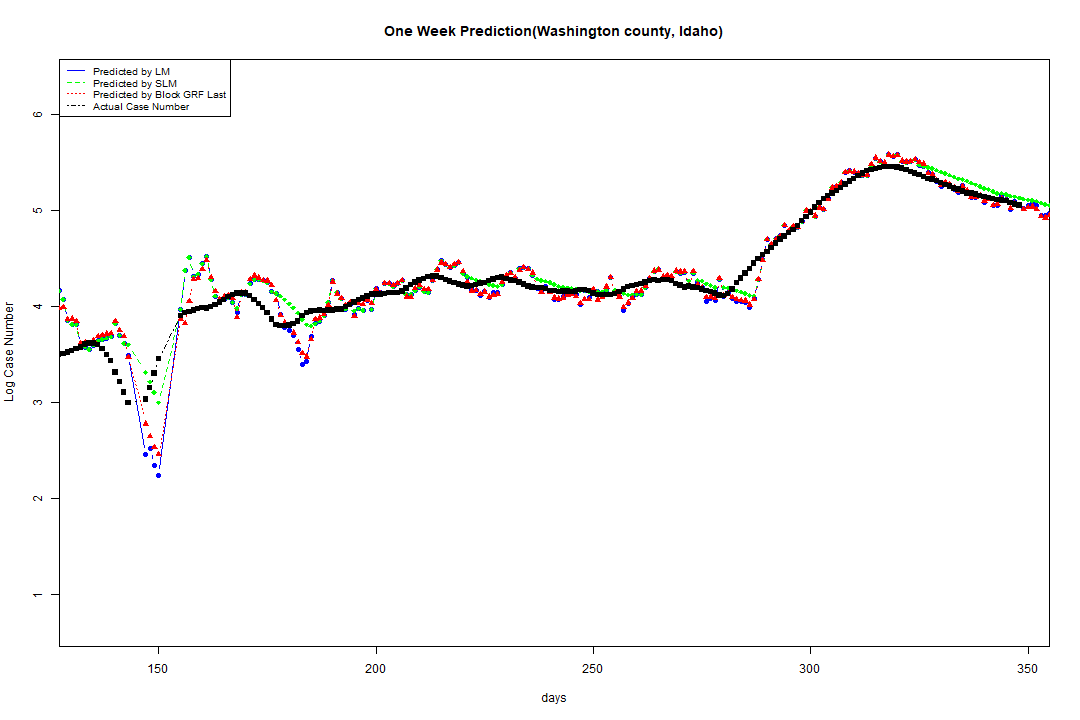 One Week Prediction(Washington county, Idaho)
Predicted by LM
Predicted by SLM
Predicted by Block GRF Last
Actual Case Number
6
5
4
3
2
1
Log Case Number
150 200 250 300 350
days